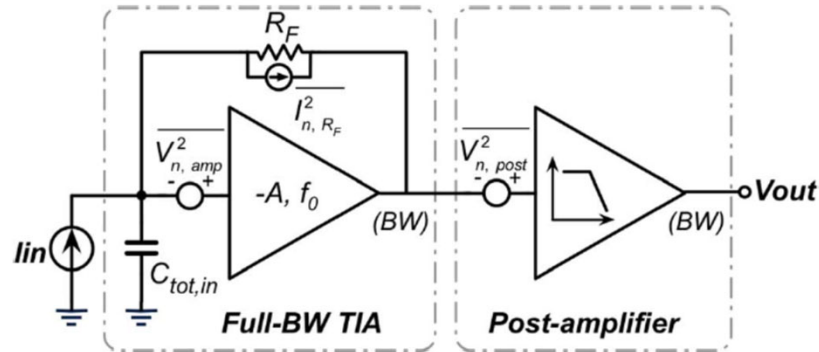 R_F
I²_n, R_F
V²_n, amp
- +
-A, f_0
(BW)
V²_n, post
- +
(BW)
Vout
Iin
C_tot,in
Full-BW TIA
Post-amplifier